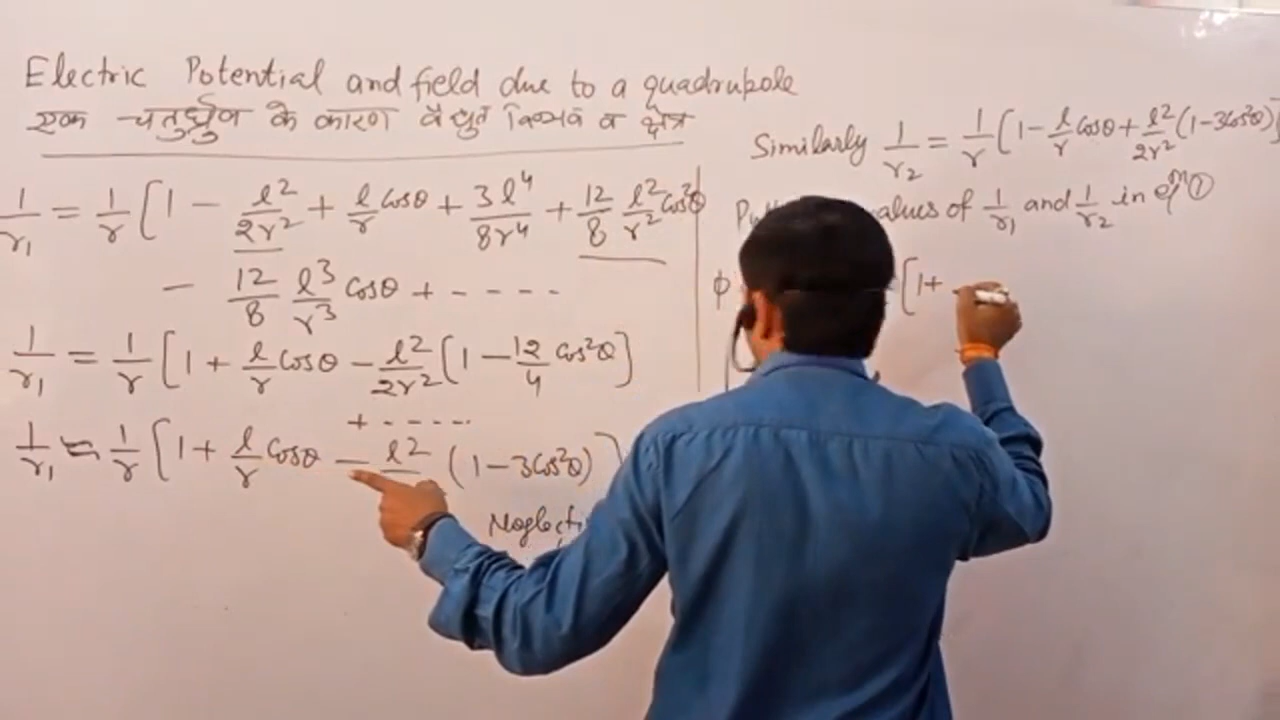 Electric Potential and field due to a quadrupole
एक चतुर्ध्रुव के कारण वैद्युत विभव व क्षेत्र
1/r₁ = 1/r [1 − l²/2r² + l/r Cosθ + 3l⁴/8r⁴ + 12/8 l²/r² Cos²θ
− 12/8 l³/r³ Cosθ + - - - -
1/r₁ = 1/r [1 + l/r Cosθ − l²/2r² (1 − 12/4 Cos²θ)
+ - - - - -
1/r₁ ≈ 1/r [1 + l/r Cosθ − l² (1 − 3Cos²θ)
Similarly 1/r₂ = 1/r [1 − l/r Cosθ + l²/2r² (1 − 3Cos²θ)]
values of 1/r₁ and 1/r₂ in eqⁿ ①
ϕ [1 +